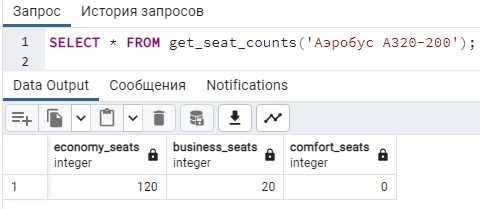 Запрос История запросов
1 SELECT * FROM get_seat_counts('Аэробус A320-200');
2
Data Output Сообщения Notifications
economy_seats business_seats comfort_seats
integer integer integer
1 120 20 0